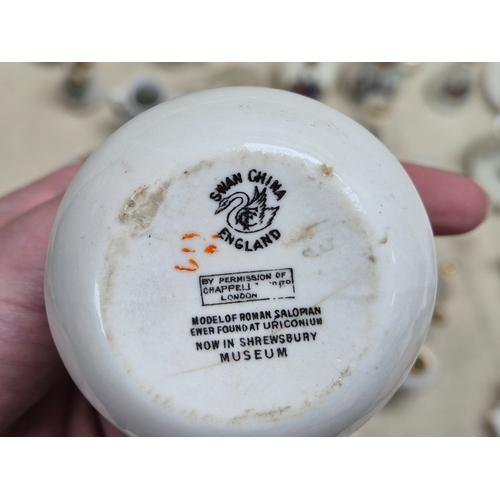 SWAN CHINA
ENGLAND
BY PERMISSION OF
CHAPPELL
LONDON
MODEL OF ROMAN SALOPIAN
EWER FOUND AT URICONIUM
NOW IN SHREWSBURY
MUSEUM